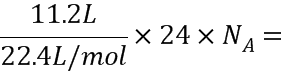 11.2L
22.4L/mol × 24 × N_A =